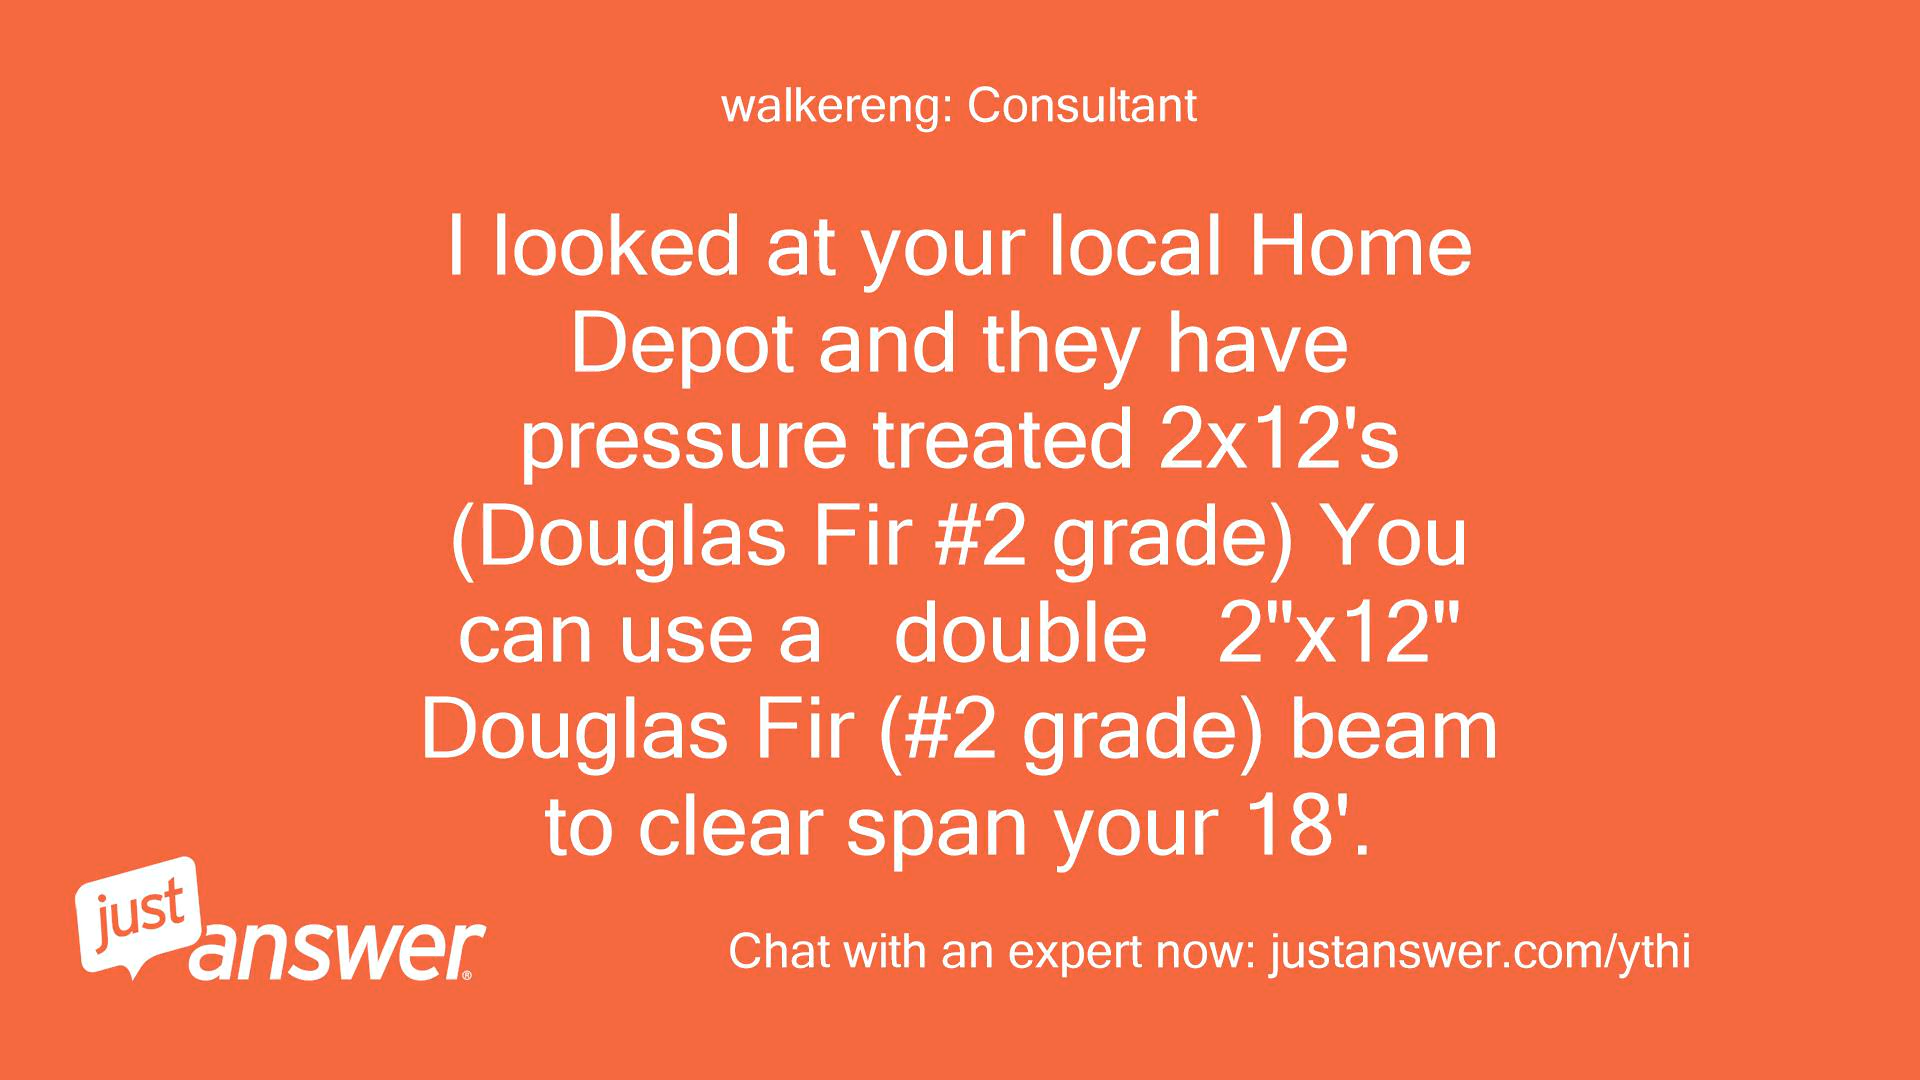 walkereng: Consultant
I looked at your local Home
Depot and they have
pressure treated 2x12's
(Douglas Fir #2 grade) You
can use a   double   2"x12"
Douglas Fir (#2 grade) beam
to clear span your 18'.
just
answer®
Chat with an expert now: justanswer.com/ythi